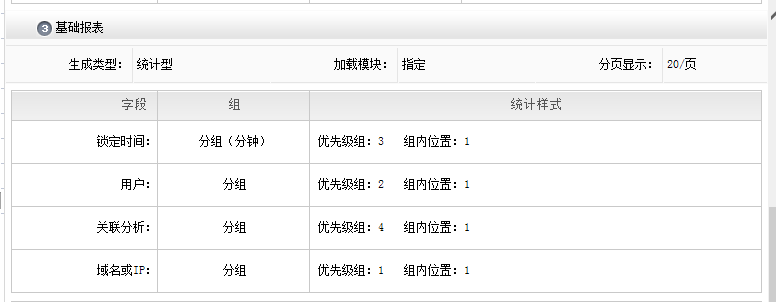 3 基础报表
生成类型： 统计型 加载模块： 指定 分页显示： 20/页
字段 组 统计样式
锁定时间： 分组（分钟） 优先级组：3 组内位置：1
用户： 分组 优先级组：2 组内位置：1
关联分析： 分组 优先级组：4 组内位置：1
域名或IP： 分组 优先级组：1 组内位置：1